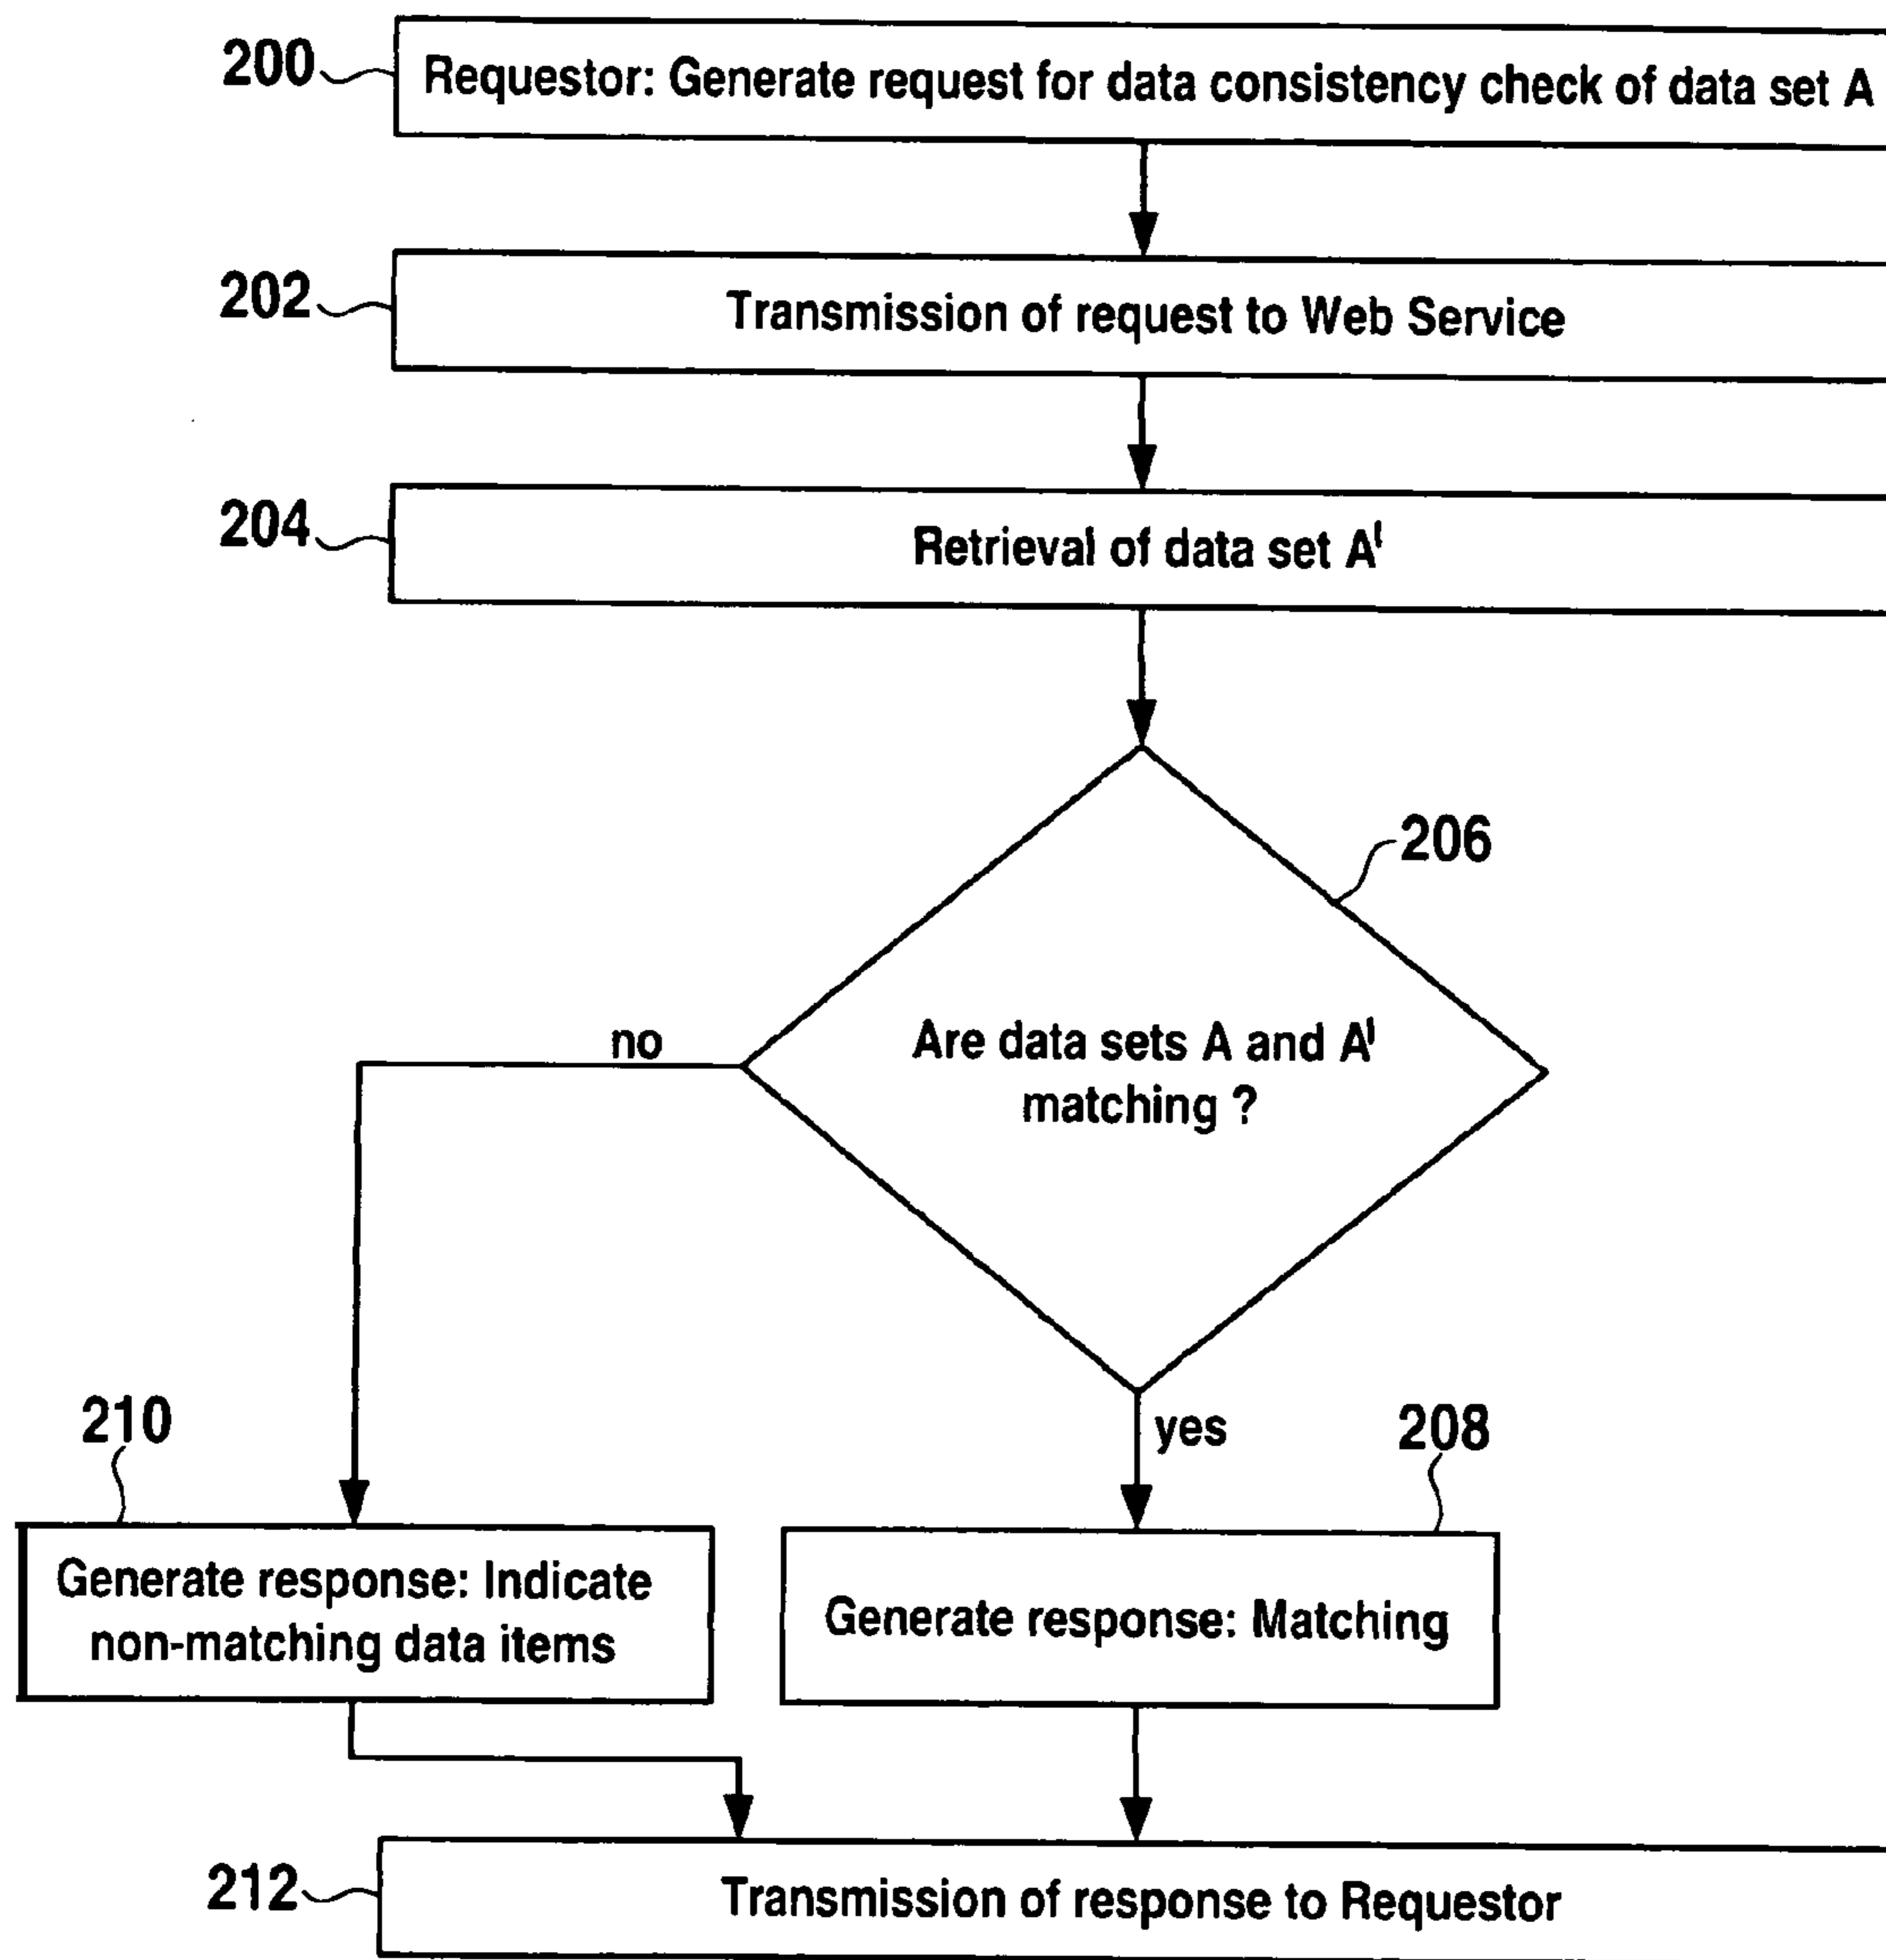 200
Requestor: Generate request for data consistency check of data set A
202
Transmission of request to Web Service
204
Retrieval of data set A'
206
Are data sets A and A'
matching ?
no
yes
210
208
Generate response: Indicate
non-matching data items
Generate response: Matching
212
Transmission of response to Requestor